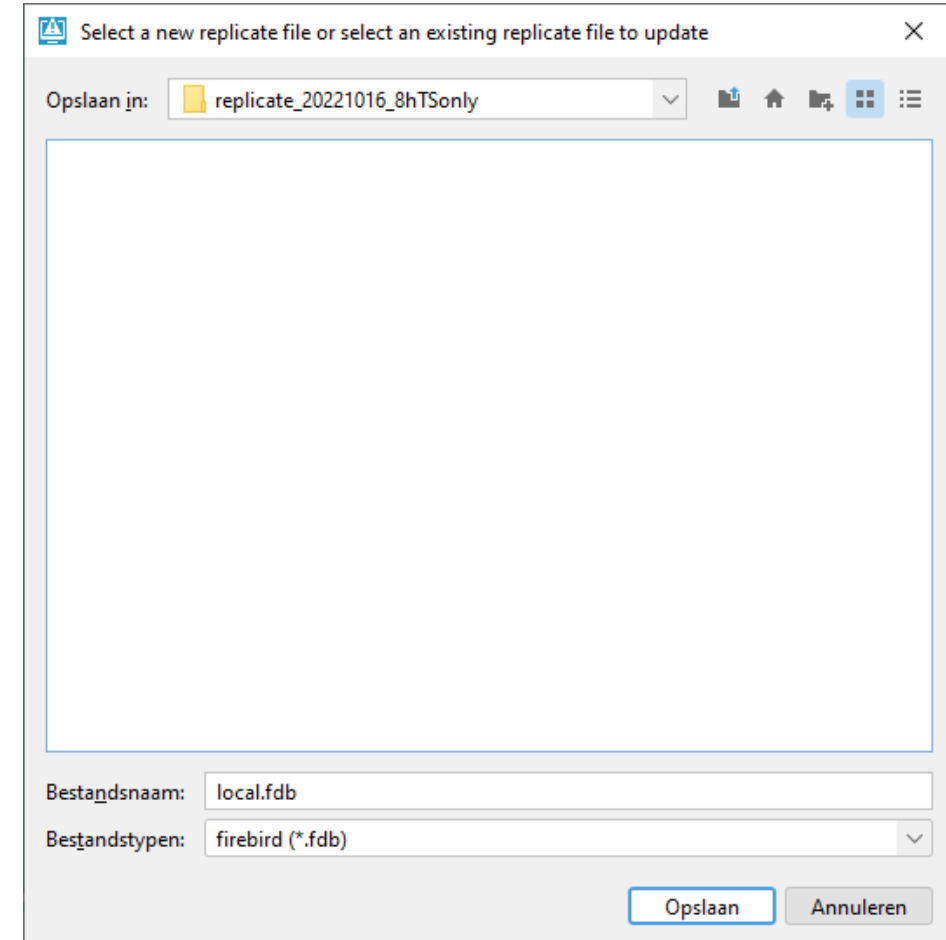 Select a new replicate file or select an existing replicate file to update
Opslaan in: replicate_20221016_8hTSonly
Bestandsnaam: local.fdb
Bestandstypen: firebird (*.fdb)
Opslaan Annuleren